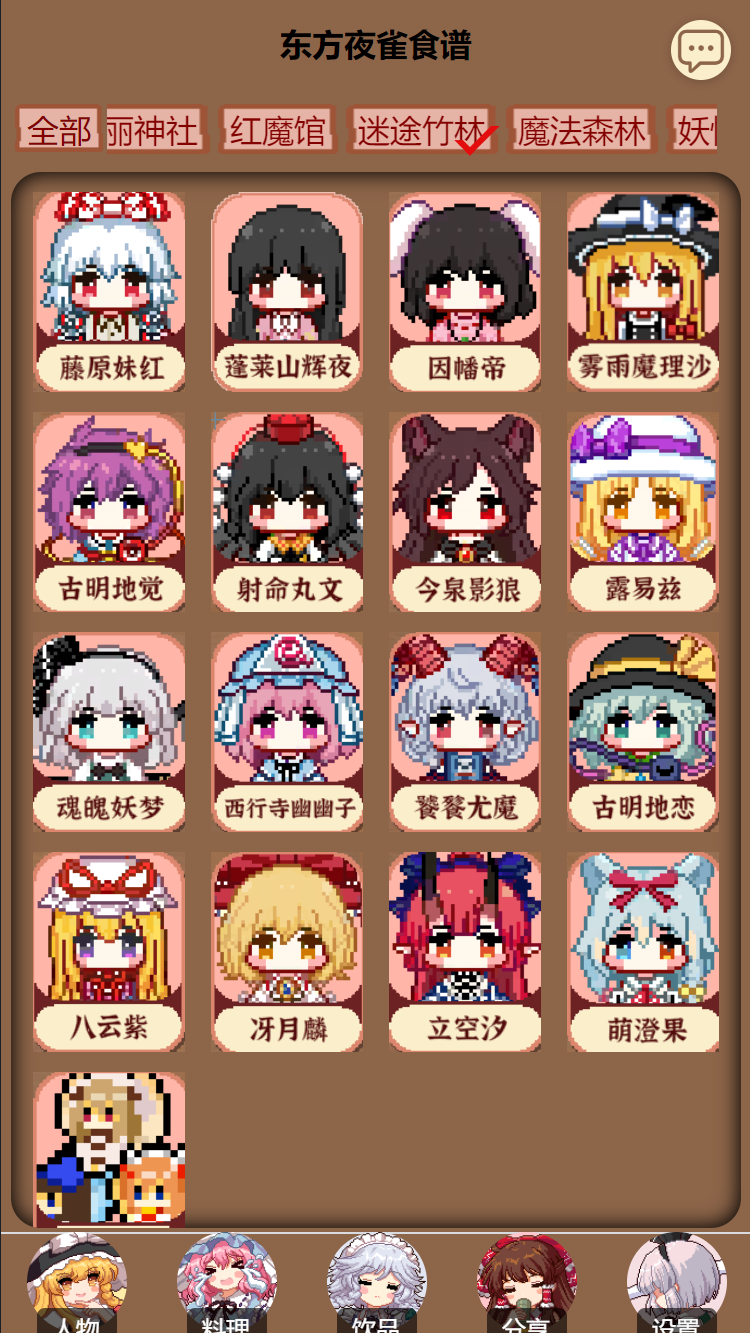 东方夜雀食谱
全部 丽神社 红魔馆 迷途竹林 魔法森林 妖
藤原妹红 蓬莱山辉夜 因幡帝 雾雨魔理沙
古明地觉 射命丸文 今泉影狼 露易兹
魂魄妖梦 西行寺幽幽子 饕餮尤魔 古明地恋
八云紫 冴月麟 立空汐 萌澄果
人物 料理 饮品 分享 设置